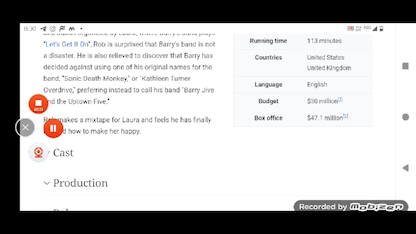 8:30
"Let's Get It On", Rob is surprised that Barry's band is not
a disaster. He is also relieved to discover that Barry has
decided against using one of his original names for the
band, "Sonic Death Monkey," or "Kathleen Turner
Overdrive," preferring instead to call his band "Barry Jive
and the Uptown Five."
makes a mixtape for Laura and feels he has finally
how to make her happy.
Cast
Production
Running time 113 minutes
Countries United States
United Kingdom
Language English
Budget $30 million
Box office $47.1 million
Recorded by Mobizen